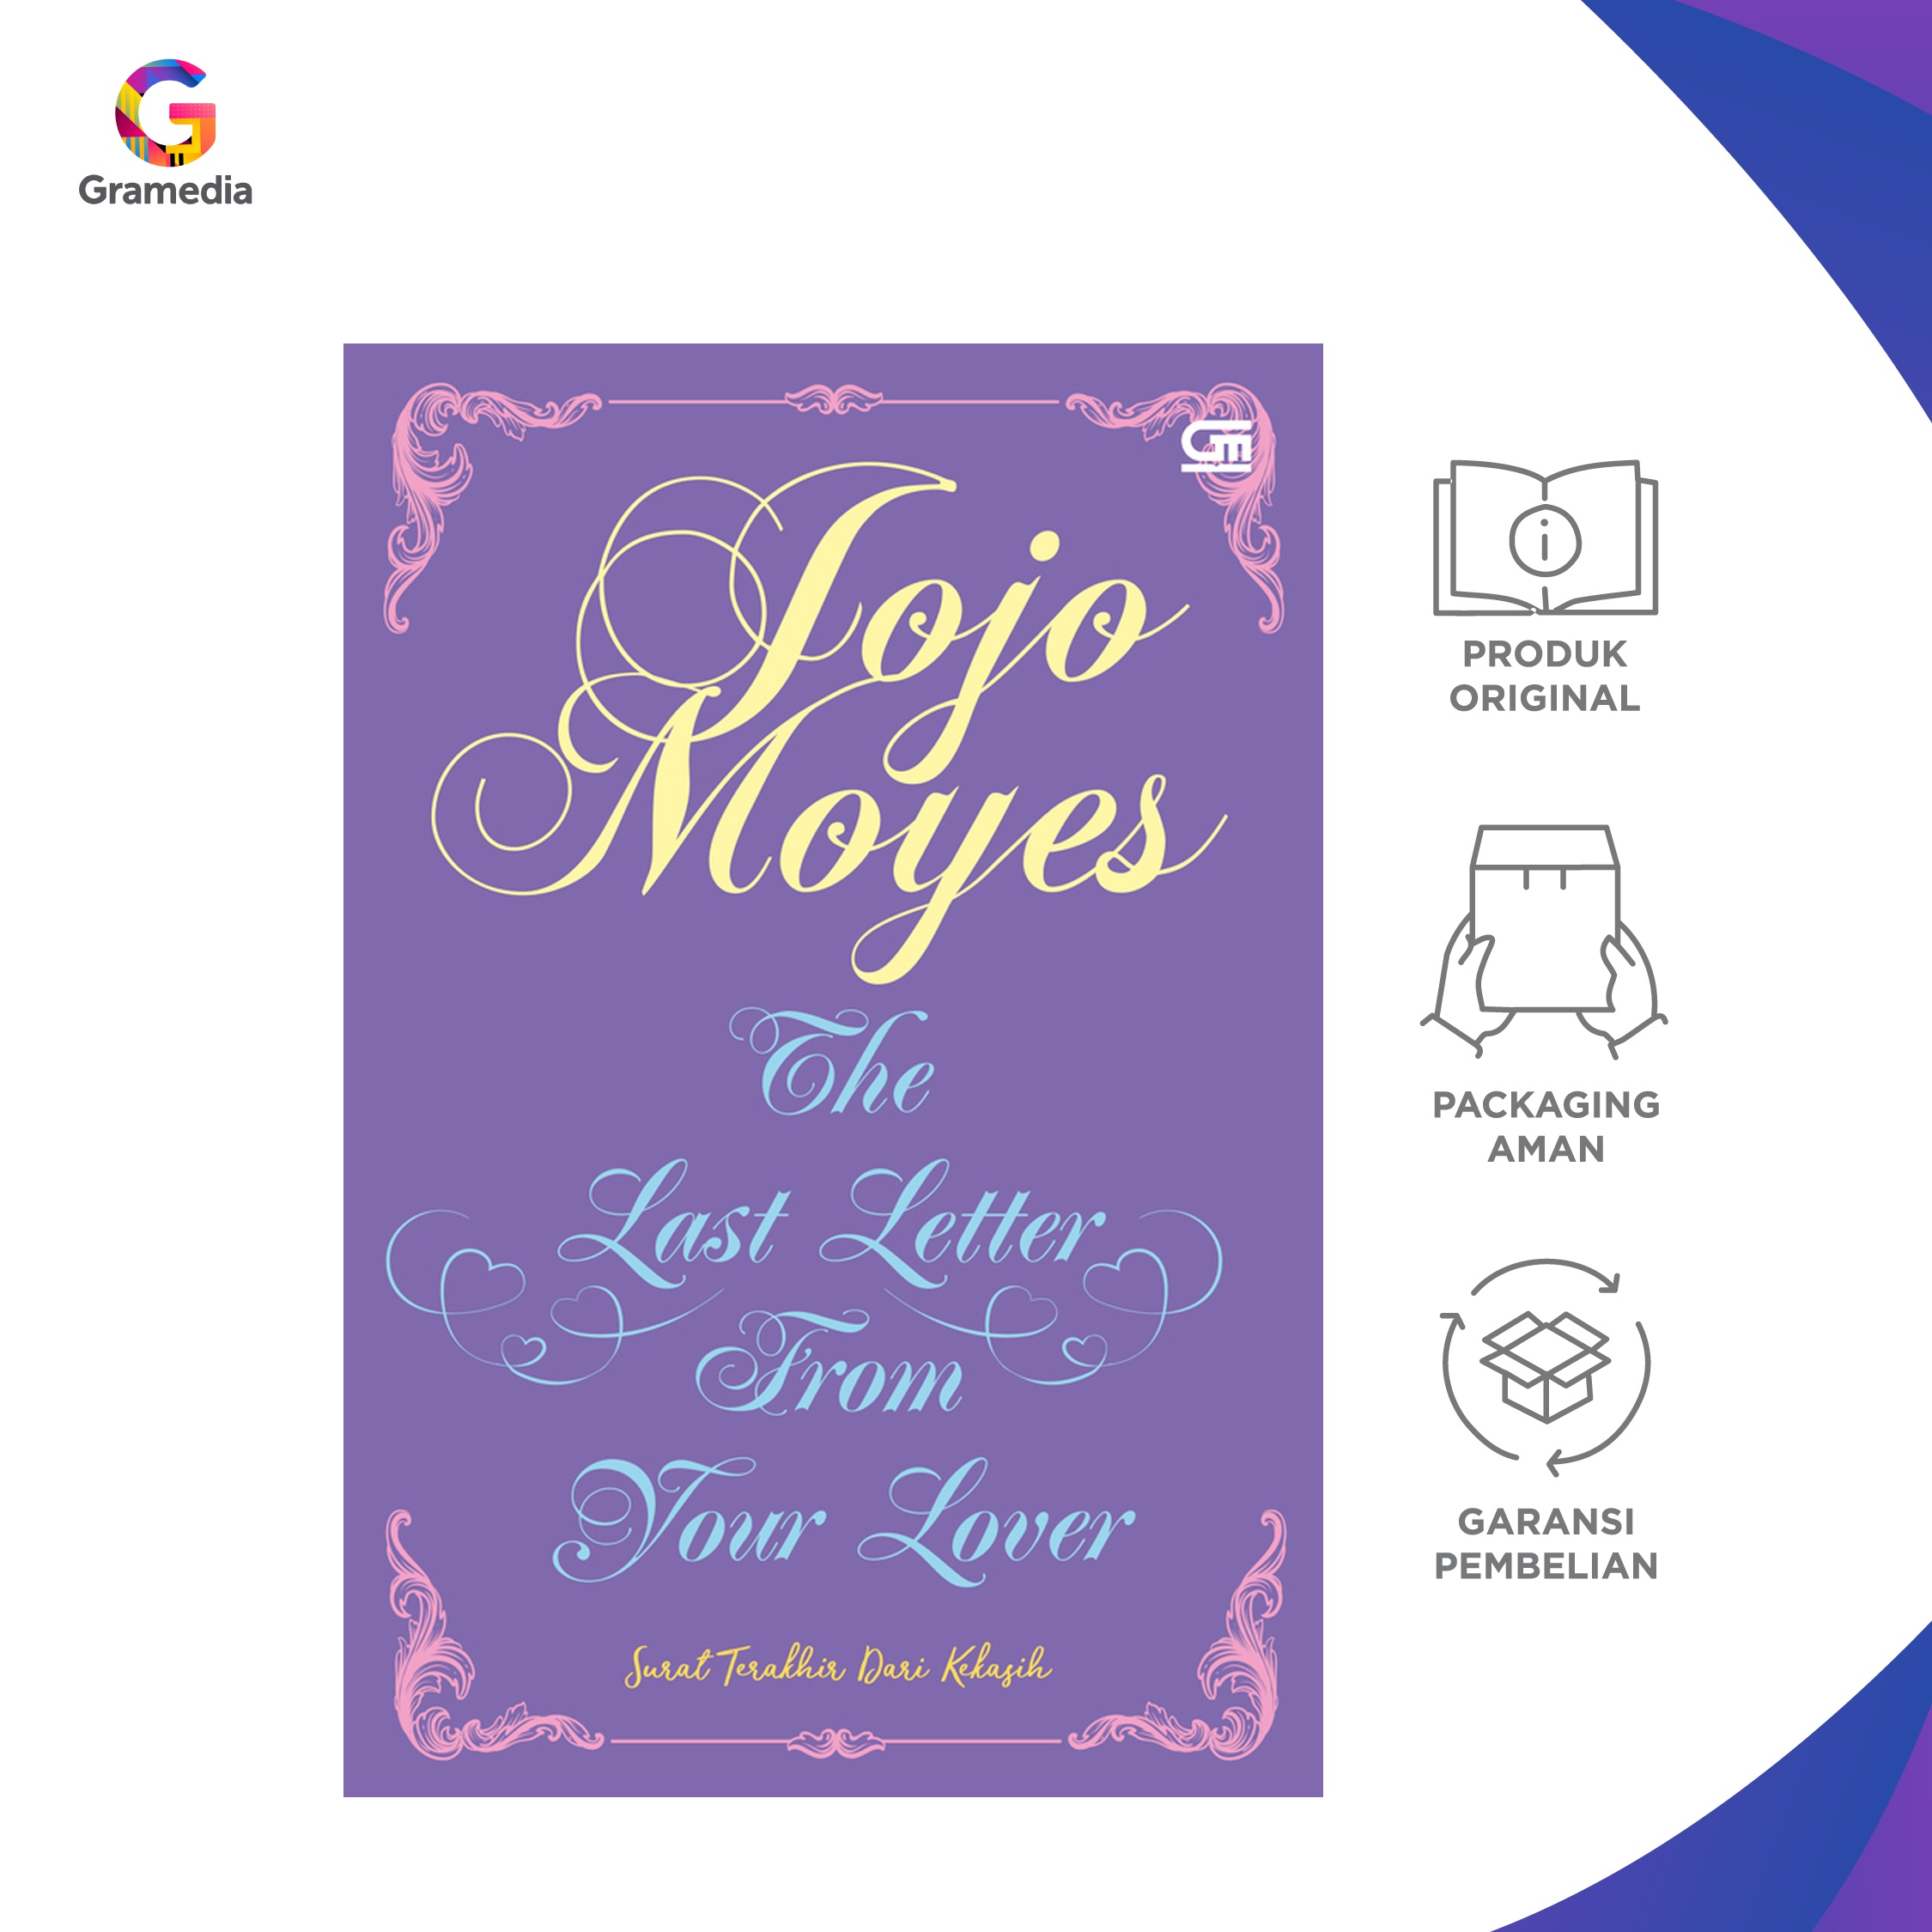 Gramedia
Jojo
Moyes
The
Last Letter
From
Your Lover
Surat Terakhir Dari Kekasih
PRODUK
ORIGINAL
PACKAGING
AMAN
GARANSI
PEMBELIAN